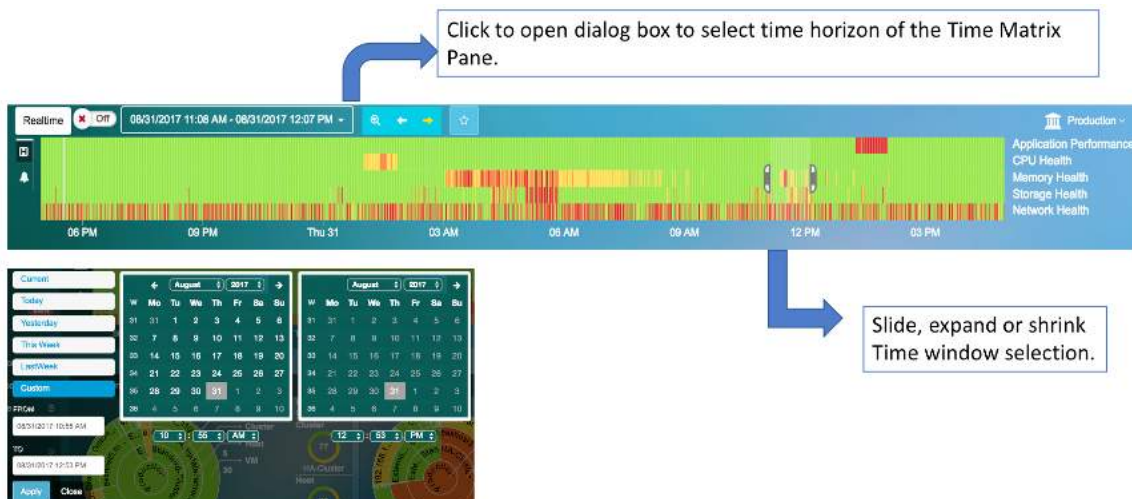 Click to open dialog box to select time horizon of the Time Matrix
Pane.
Realtime Off 08/31/2017 11:08 AM - 08/31/2017 12:07 PM Production
Application Performance
CPU Health
Memory Health
Storage Health
Network Health
06 PM 09 PM Thu 31 03 AM 06 AM 09 AM 12 PM 03 PM
Slide, expand or shrink
Time window selection.
Current
Today
Yesterday
This Week
LastWeek
Custom
FROM
08/31/2017 10:55 AM
TO
08/31/2017 12:53 PM
Apply Close
August 2017
W Mo Tu We Th Fr Sa Su
31 31 1 2 3 4 5 6
32 7 8 9 10 11 12 13
33 14 15 16 17 18 19 20
34 21 22 23 24 25 26 27
35 28 29 30 31 1 2 3
36 4 5 6 7 8 9 10
10 : 55 AM
August 2017
W Mo Tu We Th Fr Sa Su
31 31 1 2 3 4 5 6
32 7 8 9 10 11 12 13
33 14 15 16 17 18 19 20
34 21 22 23 24 25 26 27
35 28 29 30 31 1 2 3
36 4 5 6 7 8 9 10
12 : 53 PM
Cluster
Host
VM
30
77
HA-Cluster
Host